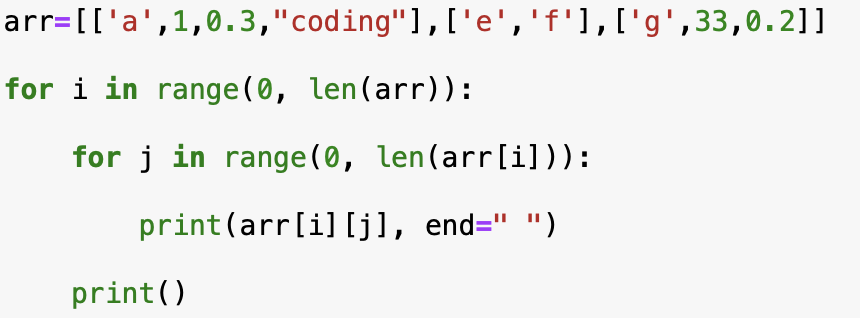 arr=[['a',1,0.3,"coding"],['e','f'],['g',33,0.2]]
for i in range(0, len(arr)):
    for j in range(0, len(arr[i])):
        print(arr[i][j], end=" ")
    print()